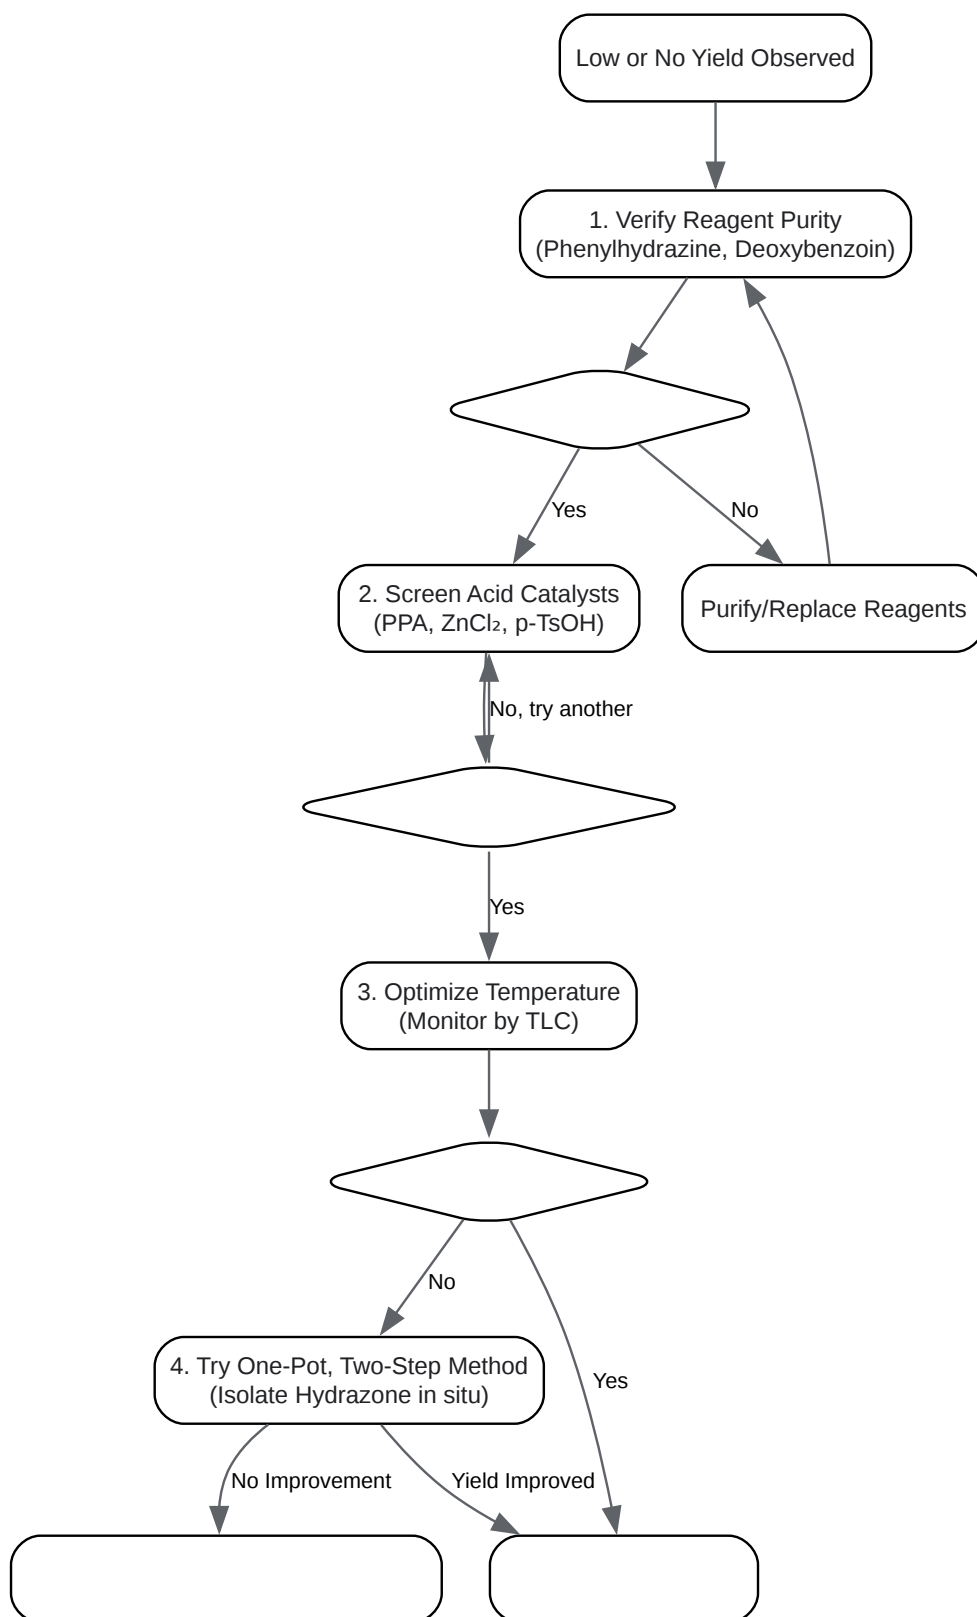 Low or No Yield Observed
1. Verify Reagent Purity
(Phenylhydrazine, Deoxybenzoin)
Yes
No
2. Screen Acid Catalysts
(PPA, ZnCl₂, p-TsOH)
Purify/Replace Reagents
No, try another
Yes
3. Optimize Temperature
(Monitor by TLC)
No
4. Try One-Pot, Two-Step Method
(Isolate Hydrazone in situ)
Yes
No Improvement
Yield Improved